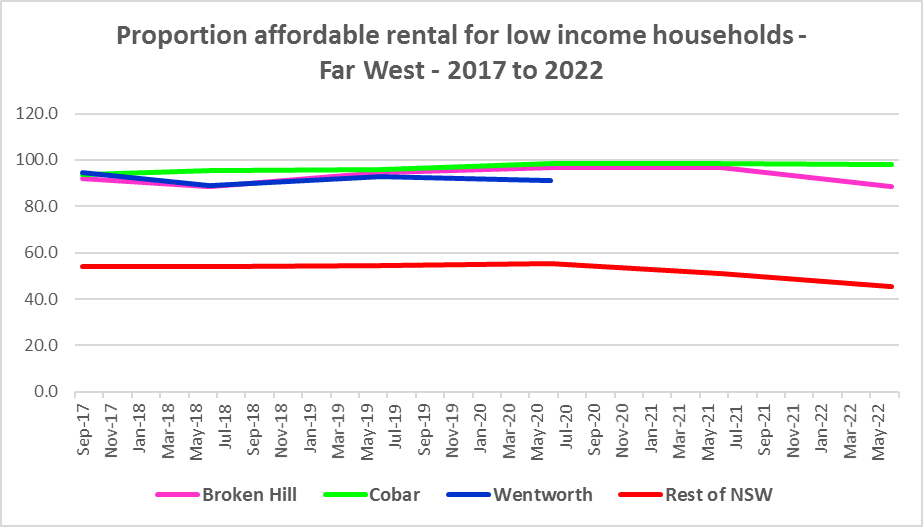 Proportion affordable rental for low income households -
Far West - 2017 to 2022
120.0
100.0
80.0
60.0
40.0
20.0
0.0
Sep-17
Nov-17
Jan-18
Mar-18
May-18
Jul-18
Sep-18
Nov-18
Jan-19
Mar-19
May-19
Jul-19
Sep-19
Nov-19
Jan-20
Mar-20
May-20
Jul-20
Sep-20
Nov-20
Jan-21
Mar-21
May-21
Jul-21
Sep-21
Nov-21
Jan-22
Mar-22
May-22
Broken Hill Cobar Wentworth Rest of NSW